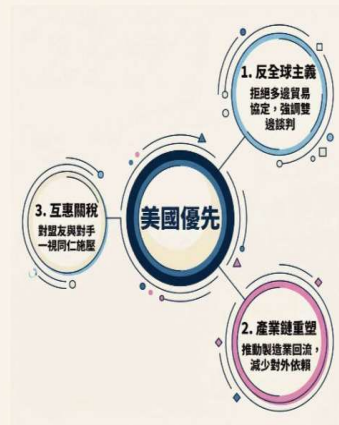 美國優先
1. 反全球主義
拒絕多邊貿易
協定，強調雙
邊談判
2. 產業鏈重塑
推動製造業回流，
減少對外依賴
3. 互惠關稅
對盟友與對手
一視同仁施壓